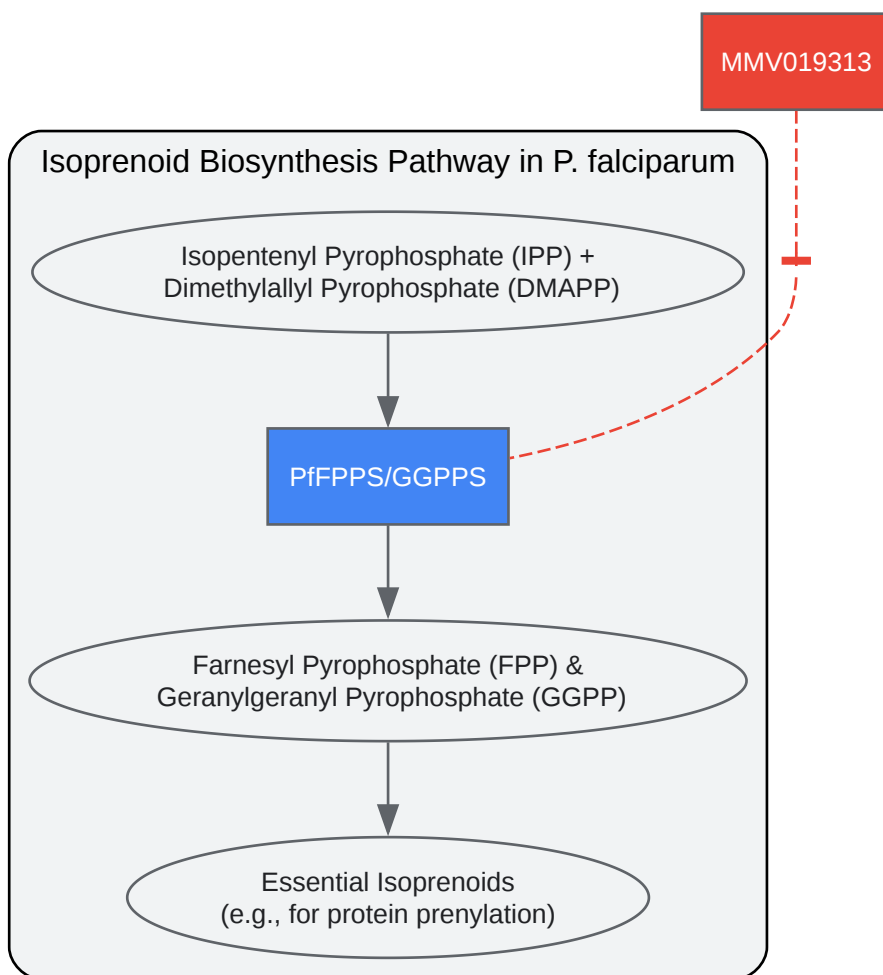 MMV019313
Isoprenoid Biosynthesis Pathway in P. falciparum
Isopentenyl Pyrophosphate (IPP) +
Dimethylallyl Pyrophosphate (DMAPP)
PfFPPS/GGPPS
Farnesyl Pyrophosphate (FPP) &
Geranylgeranyl Pyrophosphate (GGPP)
Essential Isoprenoids
(e.g., for protein prenylation)